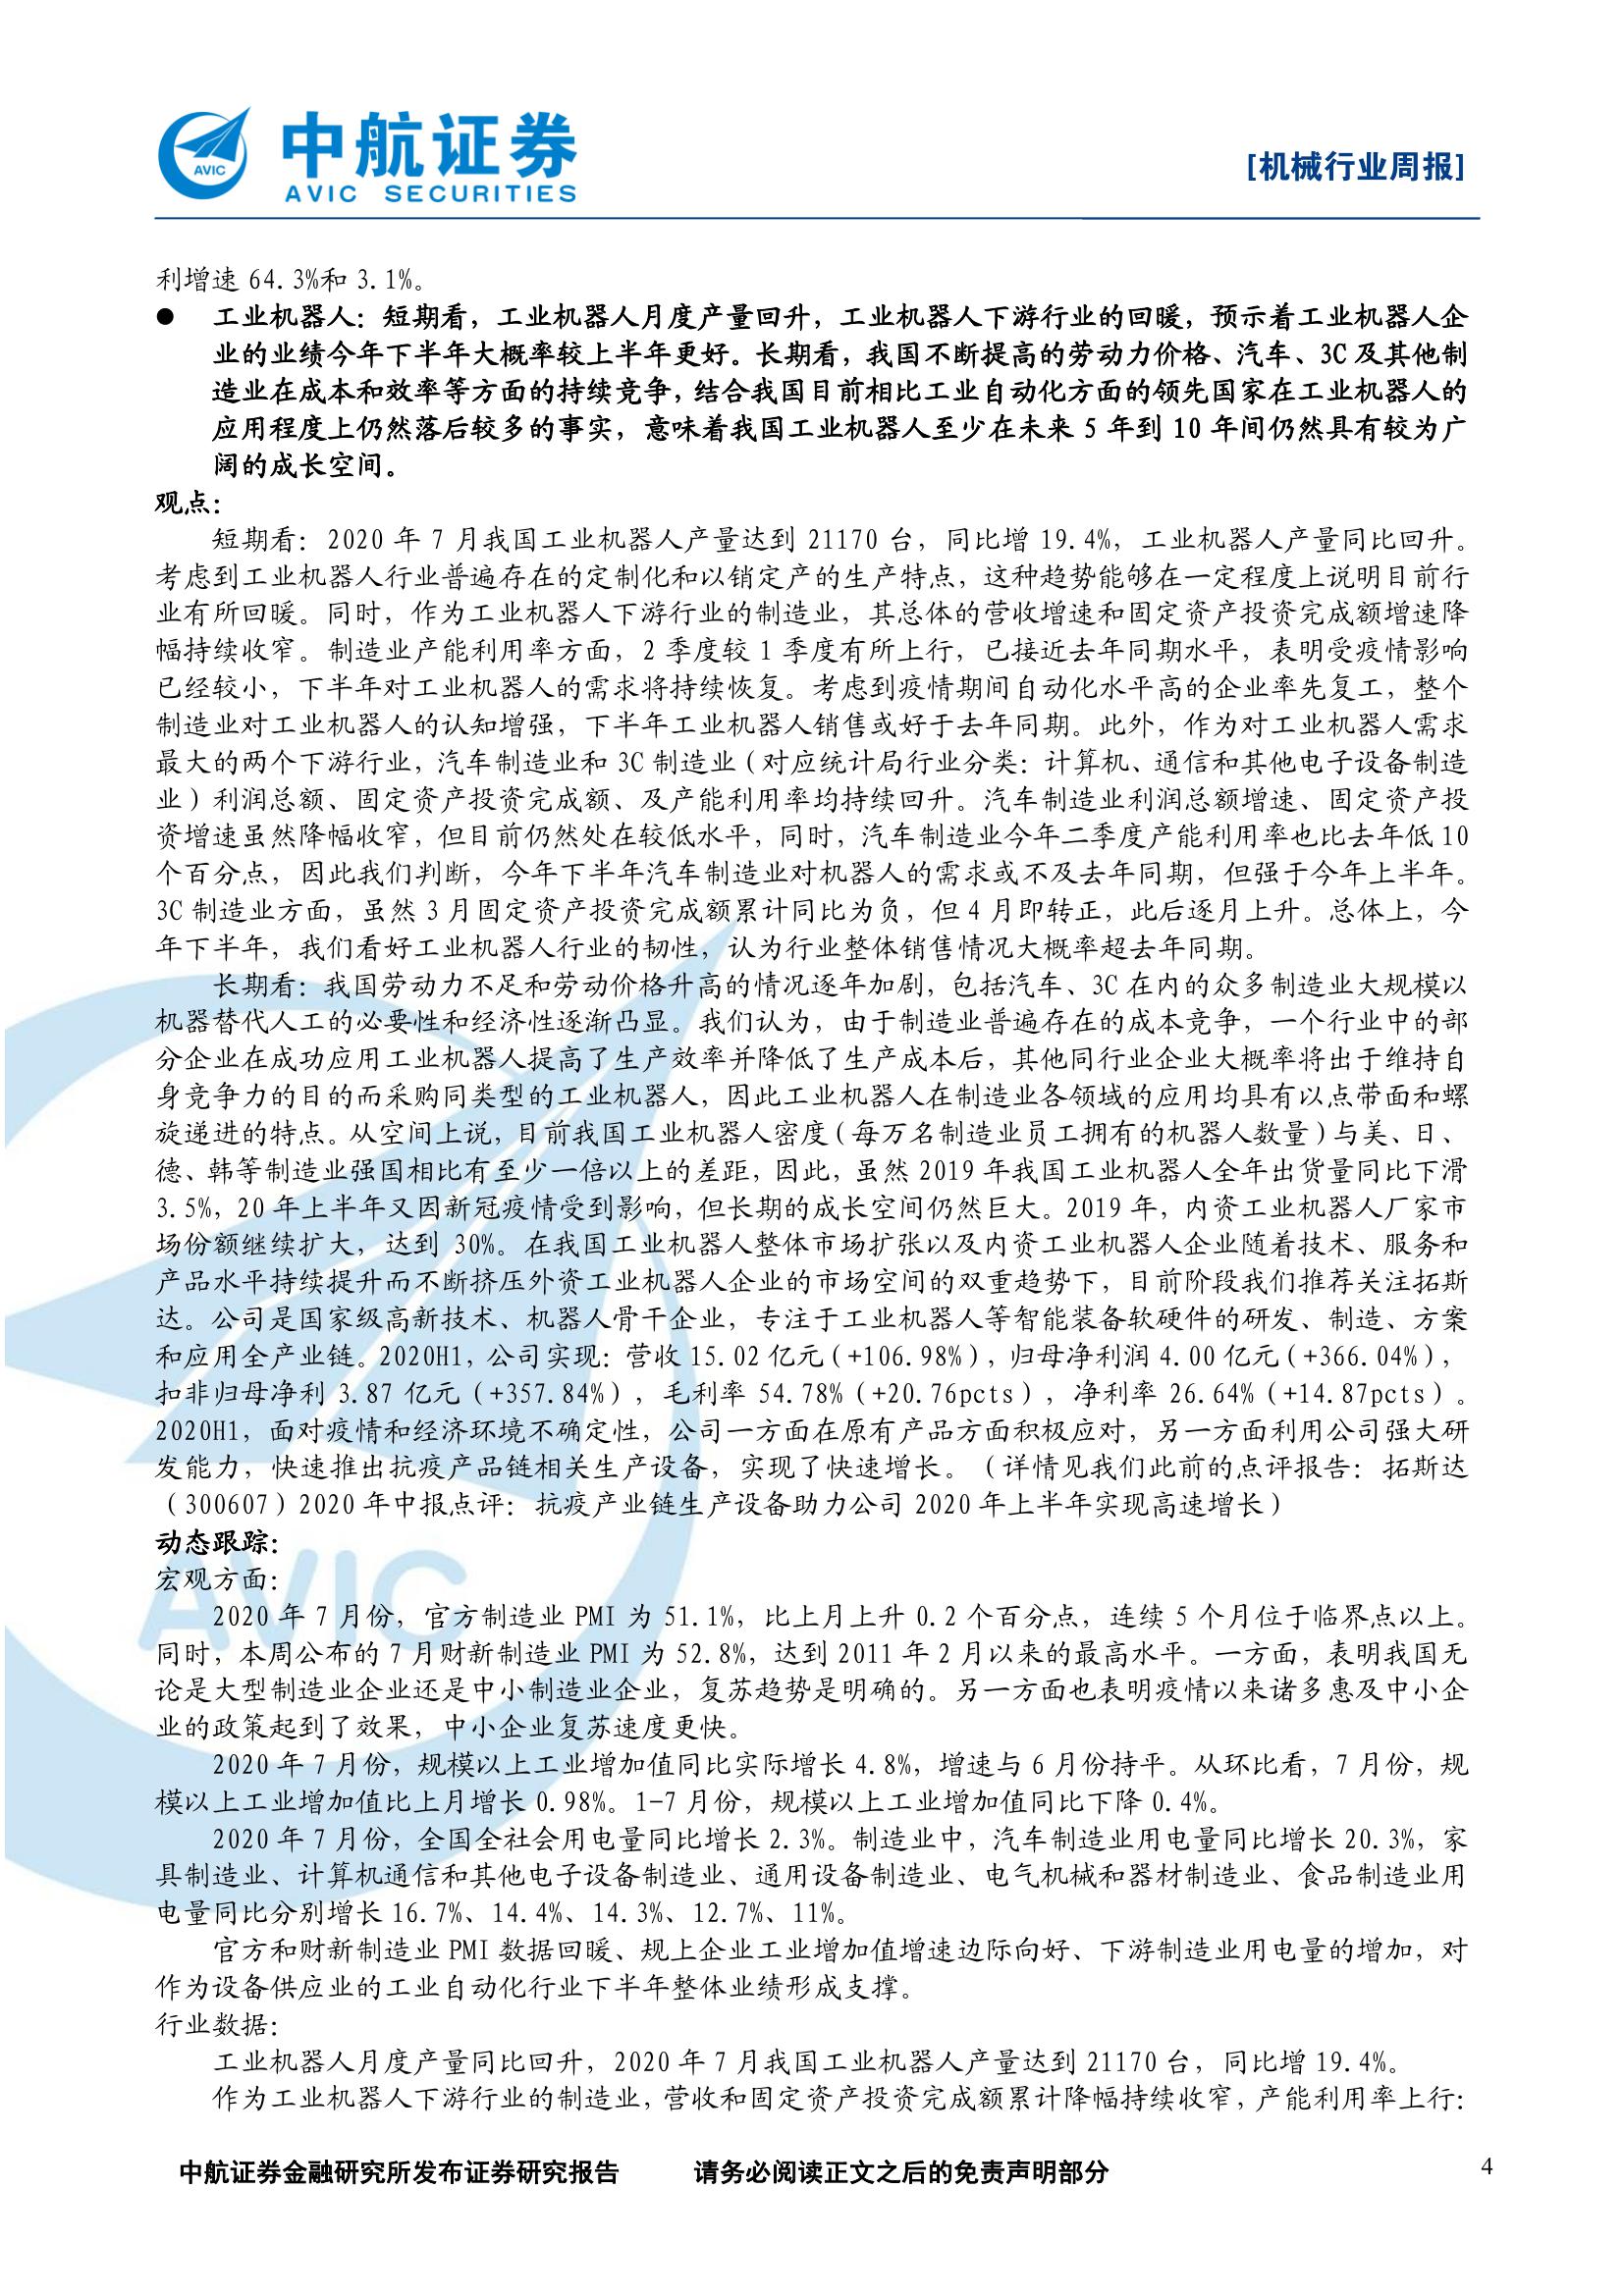 AVIC
中航证券
AVIC SECURITIES
[机械行业周报]
利增速 64.3%和 3.1%。
● 工业机器人：短期看，工业机器人月度产量回升，工业机器人下游行业的回暖，预示着工业机器人企
业的业绩今年下半年大概率较上半年更好。长期看，我国不断提高的劳动力价格、汽车、3C 及其他制
造业在成本和效率等方面的持续竞争，结合我国目前相比工业自动化方面的领先国家在工业机器人的
应用程度上仍然落后较多的事实，意味着我国工业机器人至少在未来 5 年到 10 年间仍然具有较为广
阔的成长空间。
观点：
短期看：2020 年 7 月我国工业机器人产量达到 21170 台，同比增 19.4%，工业机器人产量同比回升。
考虑到工业机器人行业普遍存在的定制化和以销定产的生产特点，这种趋势能够在一定程度上说明目前行
业有所回暖。同时，作为工业机器人下游行业的制造业，其总体的营收增速和固定资产投资完成额增速降
幅持续收窄。制造业产能利用率方面，2 季度较 1 季度有所上行，已接近去年同期水平，表明受疫情影响
已经较小，下半年对工业机器人的需求将持续恢复。考虑到疫情期间自动化水平高的企业率先复工，整个
制造业对工业机器人的认知增强，下半年工业机器人销售或好于去年同期。此外，作为对工业机器人需求
最大的两个下游行业，汽车制造业和 3C 制造业（对应统计局行业分类：计算机、通信和其他电子设备制造
业）利润总额、固定资产投资完成额、及产能利用率均持续回升。汽车制造业利润总额增速、固定资产投
资增速虽然降幅收窄，但目前仍然处在较低水平，同时，汽车制造业今年二季度产能利用率也比去年低 10
个百分点，因此我们判断，今年下半年汽车制造业对机器人的需求或不及去年同期，但强于今年上半年。
3C 制造业方面，虽然 3 月固定资产投资完成额累计同比为负，但 4 月即转正，此后逐月上升。总体上，今
年下半年，我们看好工业机器人行业的韧性，认为行业整体销售情况大概率超去年同期。
长期看：我国劳动力不足和劳动价格升高的情况逐年加剧，包括汽车、3C 在内的众多制造业大规模以
机器替代人工的必要性和经济性逐渐凸显。我们认为，由于制造业普遍存在的成本竞争，一个行业中的部
分企业在成功应用工业机器人提高了生产效率并降低了生产成本后，其他同行业企业大概率将出于维持自
身竞争力的目的而采购同类型的工业机器人，因此工业机器人在制造业各领域的应用均具有以点带面和螺
旋递进的特点。从空间上说，目前我国工业机器人密度（每万名制造业员工拥有的机器人数量）与美、日、
德、韩等制造业强国相比有至少一倍以上的差距，因此，虽然 2019 年我国工业机器人全年出货量同比下滑
3.5%，20 年上半年又因新冠疫情受到影响，但长期的成长空间仍然巨大。2019 年，内资工业机器人厂家市
场份额继续扩大，达到 30%。在我国工业机器人整体市场扩张以及内资工业机器人企业随着技术、服务和
产品水平持续提升而不断挤压外资工业机器人企业的市场空间的双重趋势下，目前阶段我们推荐关注拓斯
达。公司是国家级高新技术、机器人骨干企业，专注于工业机器人等智能装备软硬件的研发、制造、方案
和应用全产业链。2020H1，公司实现：营收 15.02 亿元（+106.98%），归母净利润 4.00 亿元（+366.04%），
扣非归母净利 3.87 亿元（+357.84%），毛利率 54.78%（+20.76pcts），净利率 26.64%（+14.87pcts）。
2020H1，面对疫情和经济环境不确定性，公司一方面在原有产品方面积极应对，另一方面利用公司强大研
发能力，快速推出抗疫产品链相关生产设备，实现了快速增长。（详情见我们此前的点评报告：拓斯达
（300607）2020 年中报点评：抗疫产业链生产设备助力公司 2020 年上半年实现高速增长）
动态跟踪：
宏观方面：
2020 年 7 月份，官方制造业 PMI 为 51.1%，比上月上升 0.2 个百分点，连续 5 个月位于临界点以上。
同时，本周公布的 7 月财新制造业 PMI 为 52.8%，达到 2011 年 2 月以来的最高水平。一方面，表明我国无
论是大型制造业企业还是中小制造业企业，复苏趋势是明确的。另一方面也表明疫情以来诸多惠及中小企
业的政策起到了效果，中小企业复苏速度更快。
2020 年 7 月份，规模以上工业增加值同比实际增长 4.8%，增速与 6 月份持平。从环比看，7 月份，规
模以上工业增加值比上月增长 0.98%。1-7 月份，规模以上工业增加值同比下降 0.4%。
2020 年 7 月份，全国全社会用电量同比增长 2.3%。制造业中，汽车制造业用电量同比增长 20.3%，家
具制造业、计算机通信和其他电子设备制造业、通用设备制造业、电气机械和器材制造业、食品制造业用
电量同比分别增长 16.7%、14.4%、14.3%、12.7%、11%。
官方和财新制造业 PMI 数据回暖、规上企业工业增加值增速边际向好、下游制造业用电量的增加，对
作为设备供应业的工业自动化行业下半年整体业绩形成支撑。
行业数据：
工业机器人月度产量同比回升，2020 年 7 月我国工业机器人产量达到 21170 台，同比增 19.4%。
作为工业机器人下游行业的制造业，营收和固定资产投资完成额累计降幅持续收窄，产能利用率上行：
AVIC
中航证券金融研究所发布证券研究报告 请务必阅读正文之后的免责声明部分 4